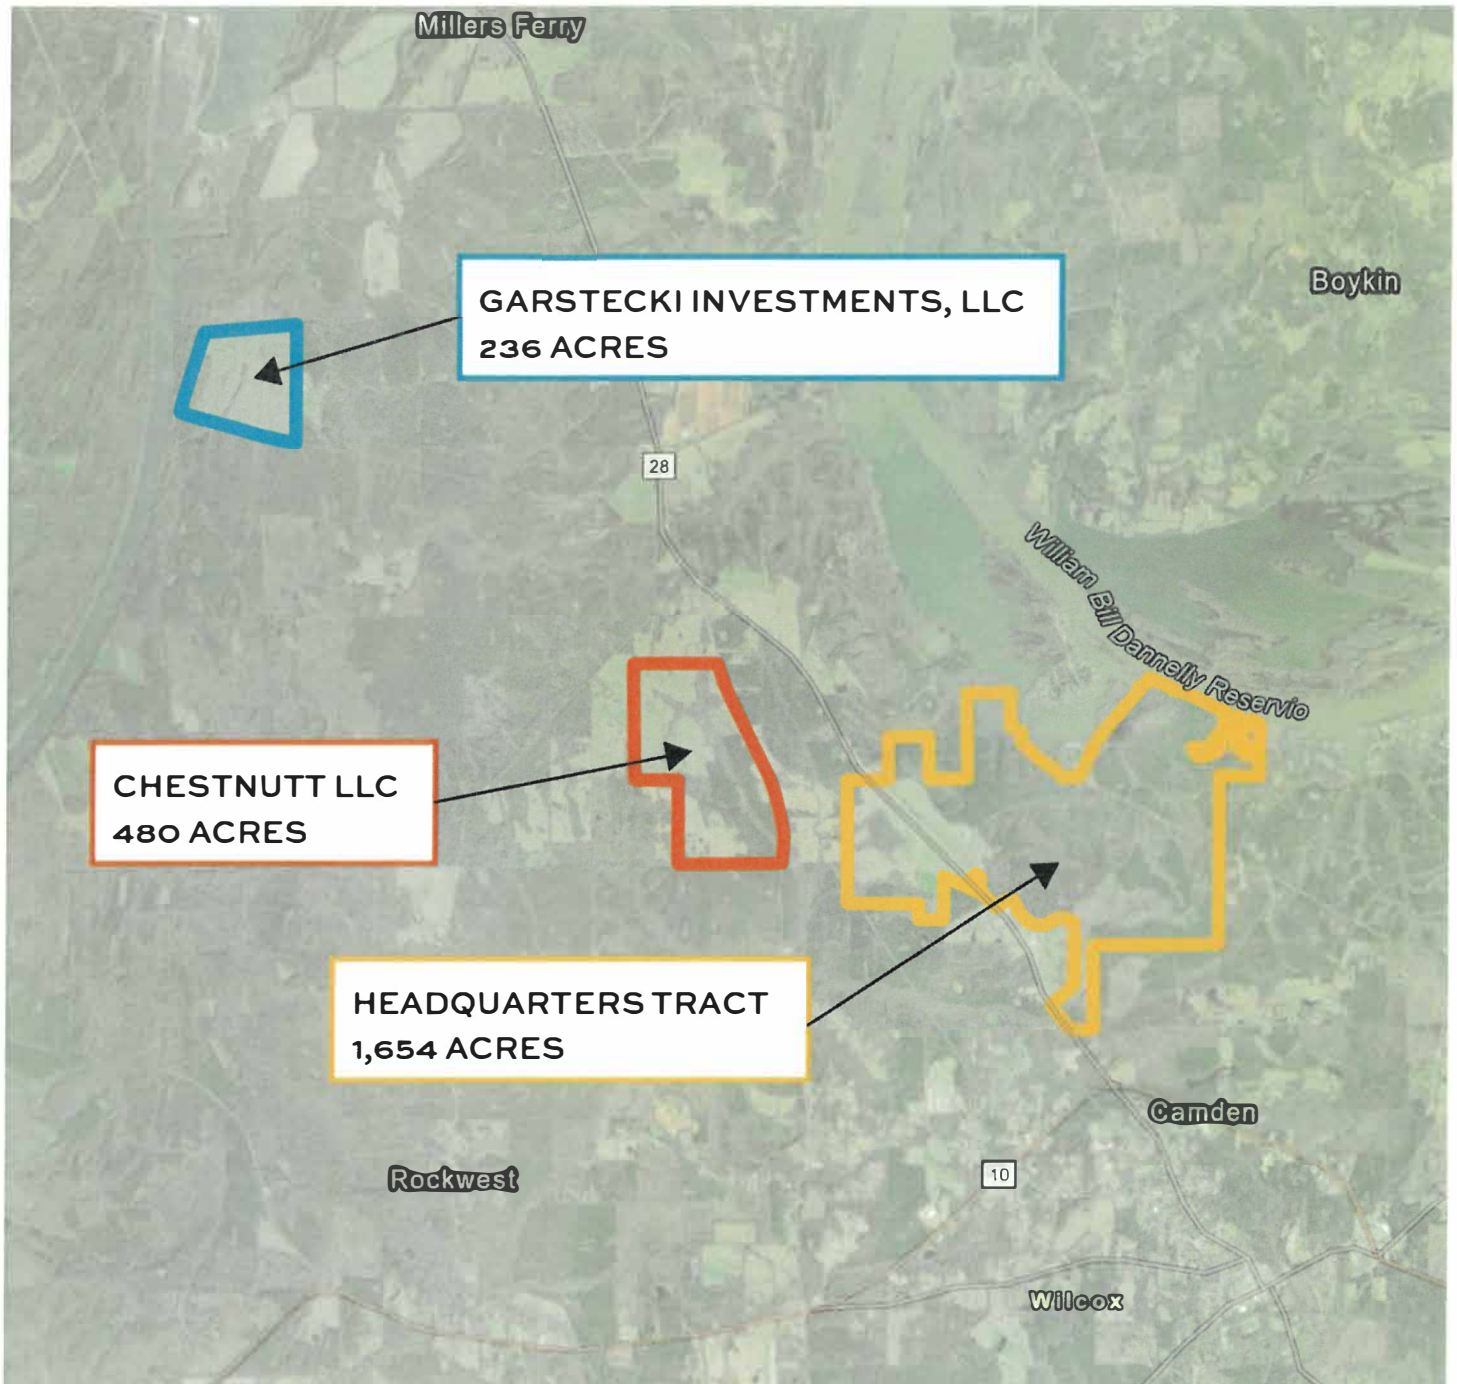 Millers Ferry
GARSTECKI INVESTMENTS, LLC
236 ACRES
Boykin
28
William Bill Dannelly Reservio
CHESTNUTT LLC
480 ACRES
HEADQUARTERS TRACT
1,654 ACRES
Camden
Rockwest
10
Wilcox